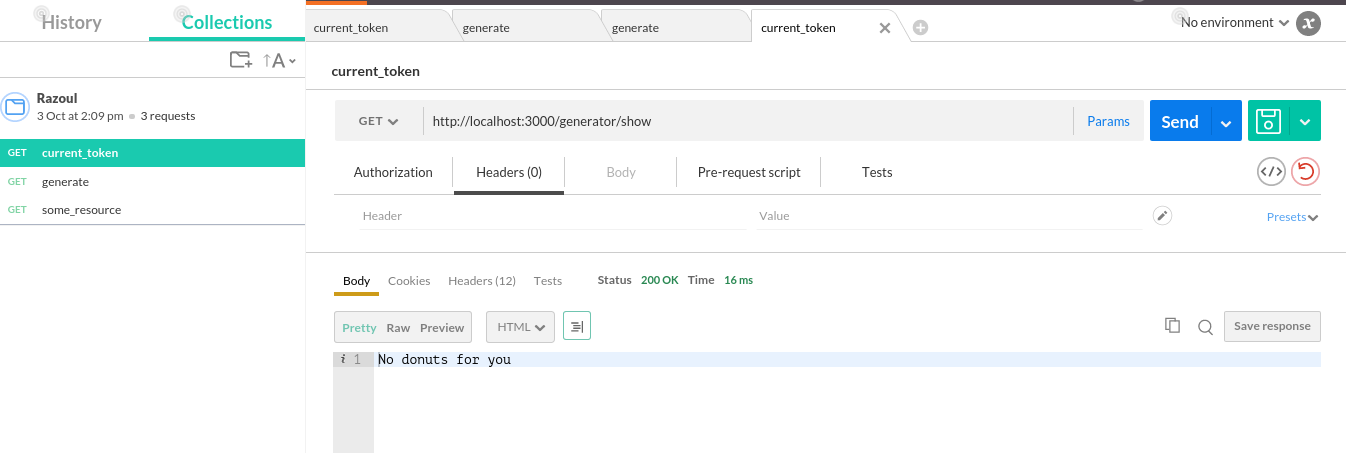 History
Collections
A
Razoul
3 Oct at 2:09 pm 3 requests
GET current_token
GET generate
GET some_resource
current_token generate generate current_token
No environment
current_token
GET http://localhost:3000/generator/show Params Send
Authorization Headers (0) Body Pre-request script Tests
Header Value Presets
Body Cookies Headers (12) Tests Status 200 OK Time 16 ms
Pretty Raw Preview HTML Save response
i 1 No donuts for you